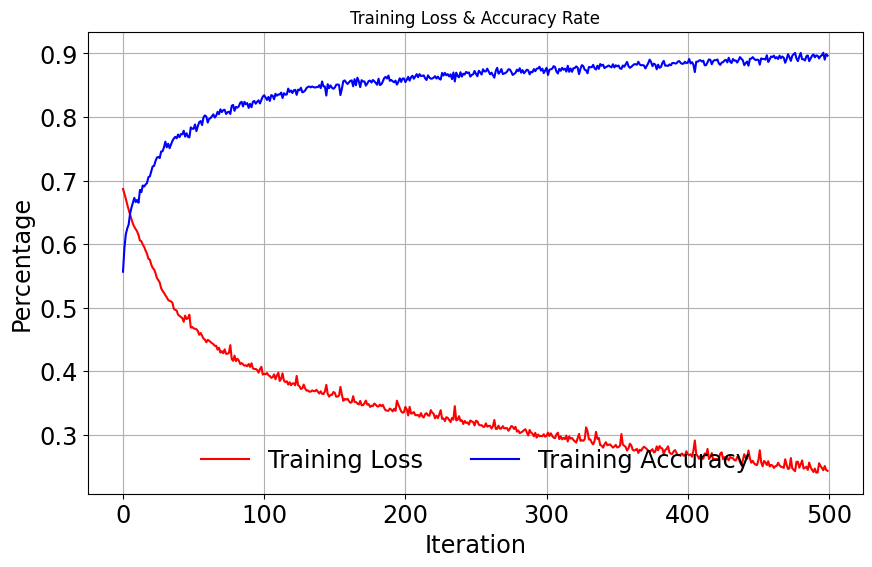 Training Loss & Accuracy Rate
Percentage
0.9
0.8
0.7
0.6
0.5
0.4
0.3
Training Loss
Training Accuracy
0
100
200
300
400
500
Iteration